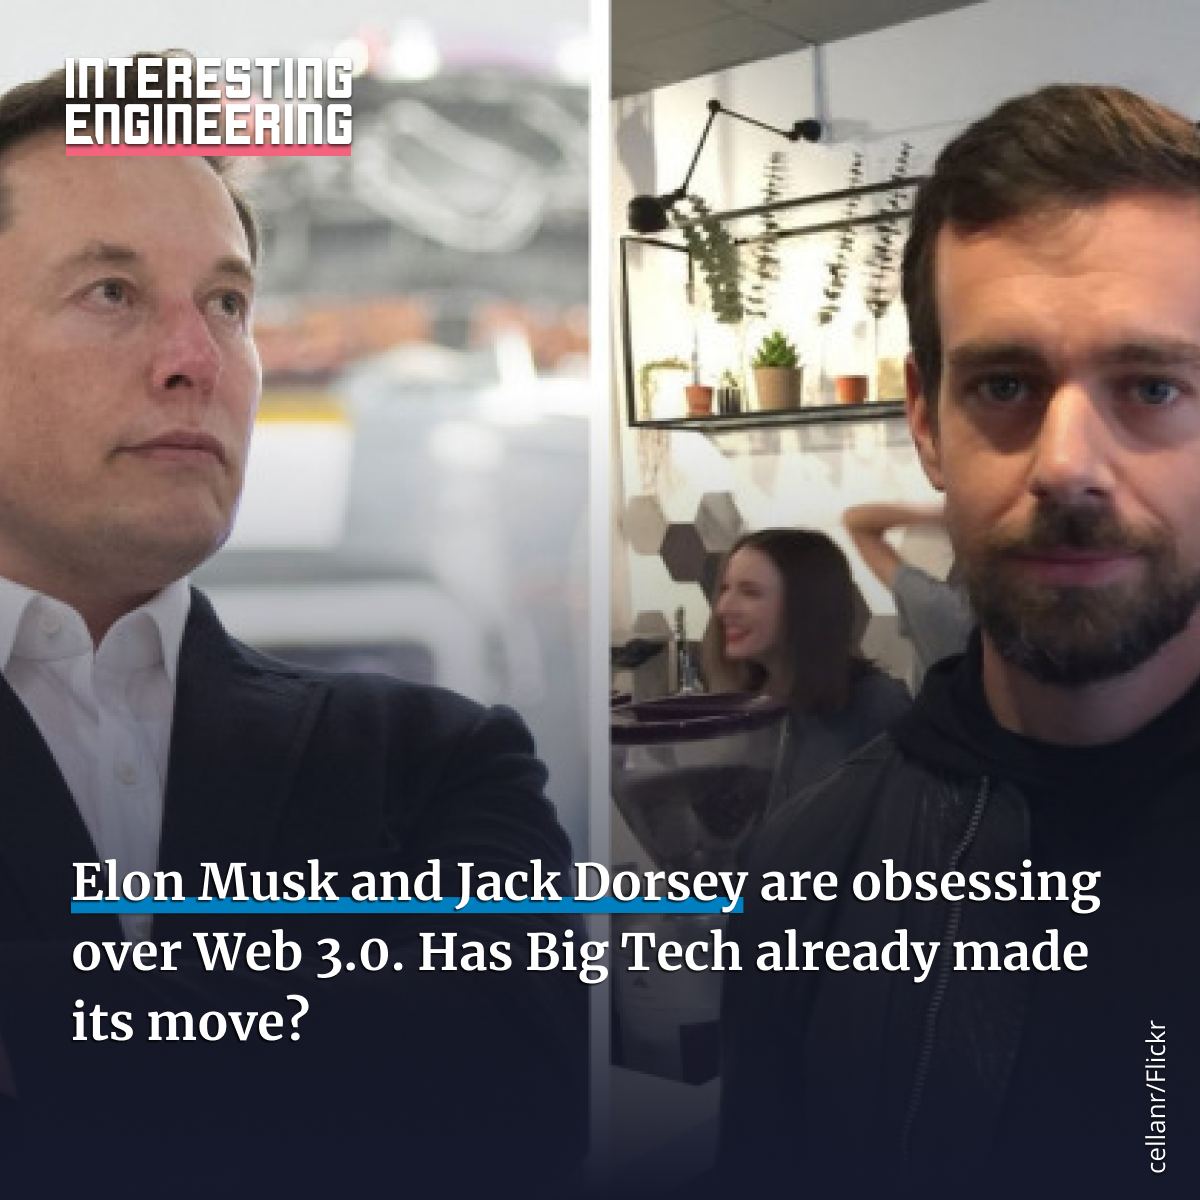 INTERESTING
ENGINEERING
Elon Musk and Jack Dorsey are obsessing
over Web 3.0. Has Big Tech already made
its move?
cellanr/Flickr